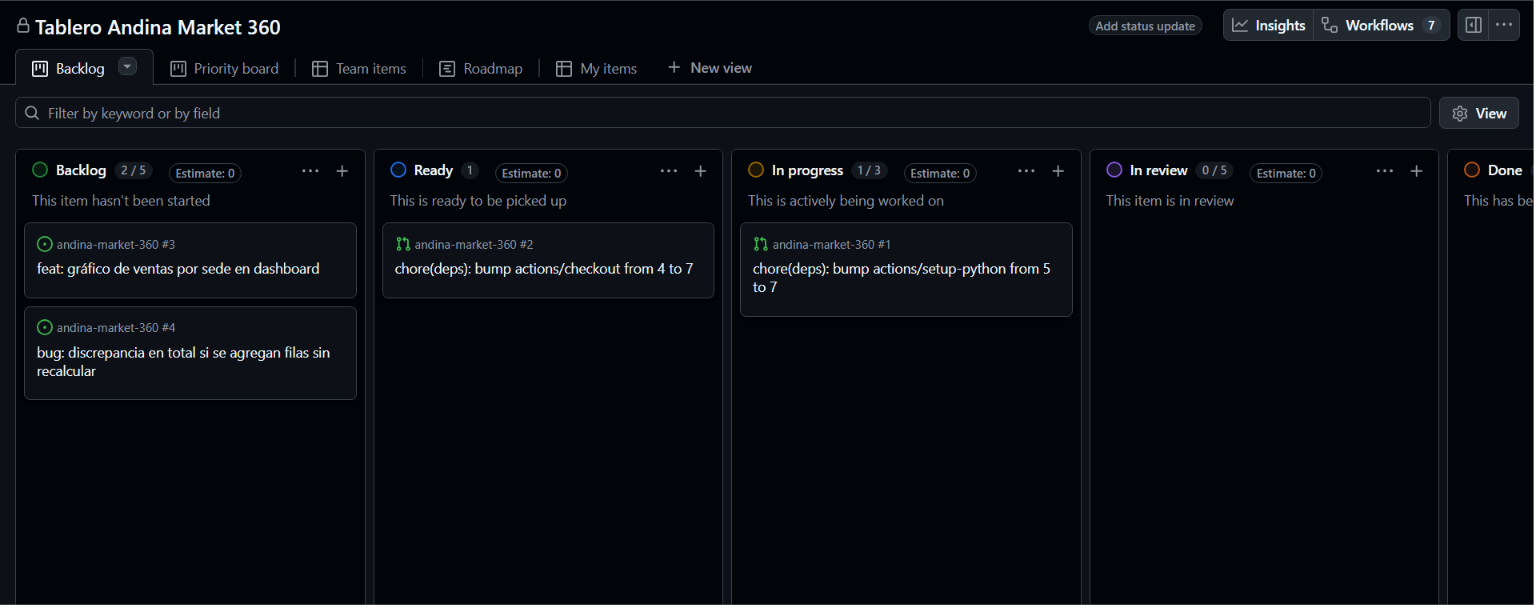 Tablero Andina Market 360
Add status update
Insights
Workflows 7
Backlog
Priority board
Team items
Roadmap
My items
New view
Filter by keyword or by field
View
Backlog 2 / 5 Estimate: 0
This item hasn't been started
andina-market-360 #3
feat: gráfico de ventas por sede en dashboard
andina-market-360 #4
bug: discrepancia en total si se agregan filas sin
recalcular
Ready 1 Estimate: 0
This is ready to be picked up
andina-market-360 #2
chore(deps): bump actions/checkout from 4 to 7
In progress 1 / 3 Estimate: 0
This is actively being worked on
andina-market-360 #1
chore(deps): bump actions/setup-python from 5
to 7
In review 0 / 5 Estimate: 0
This item is in review
Done
This has be